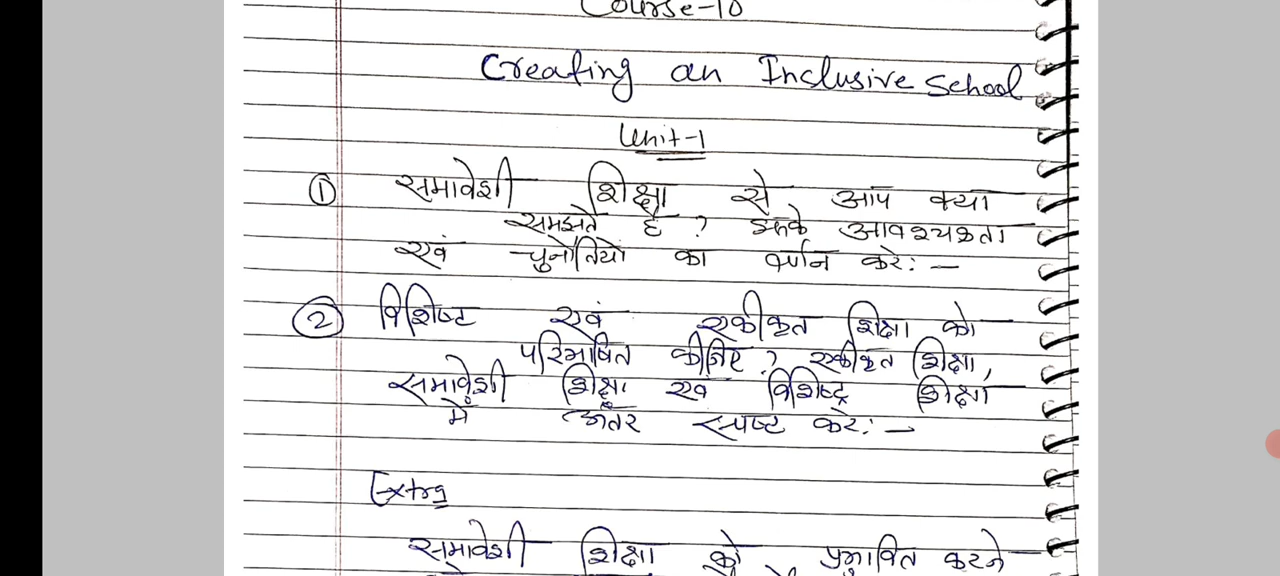 Course-10
Creating an Inclusive School
Unit-1
① समावेशी शिक्षा से आप क्या
समझते है ? इनके आवश्यकता
एवं चुनौतियों का वर्णन करे: –
② विशिष्ट एवं एकीकृत शिक्षा को
परिभाषित कीजिए ? एकीकृत शिक्षा,
समावेशी शिक्षा एवं विशिष्ट शिक्षा
में अंतर स्पष्ट करे: –
Extra
समावेशी शिक्षा को प्रभावित करने